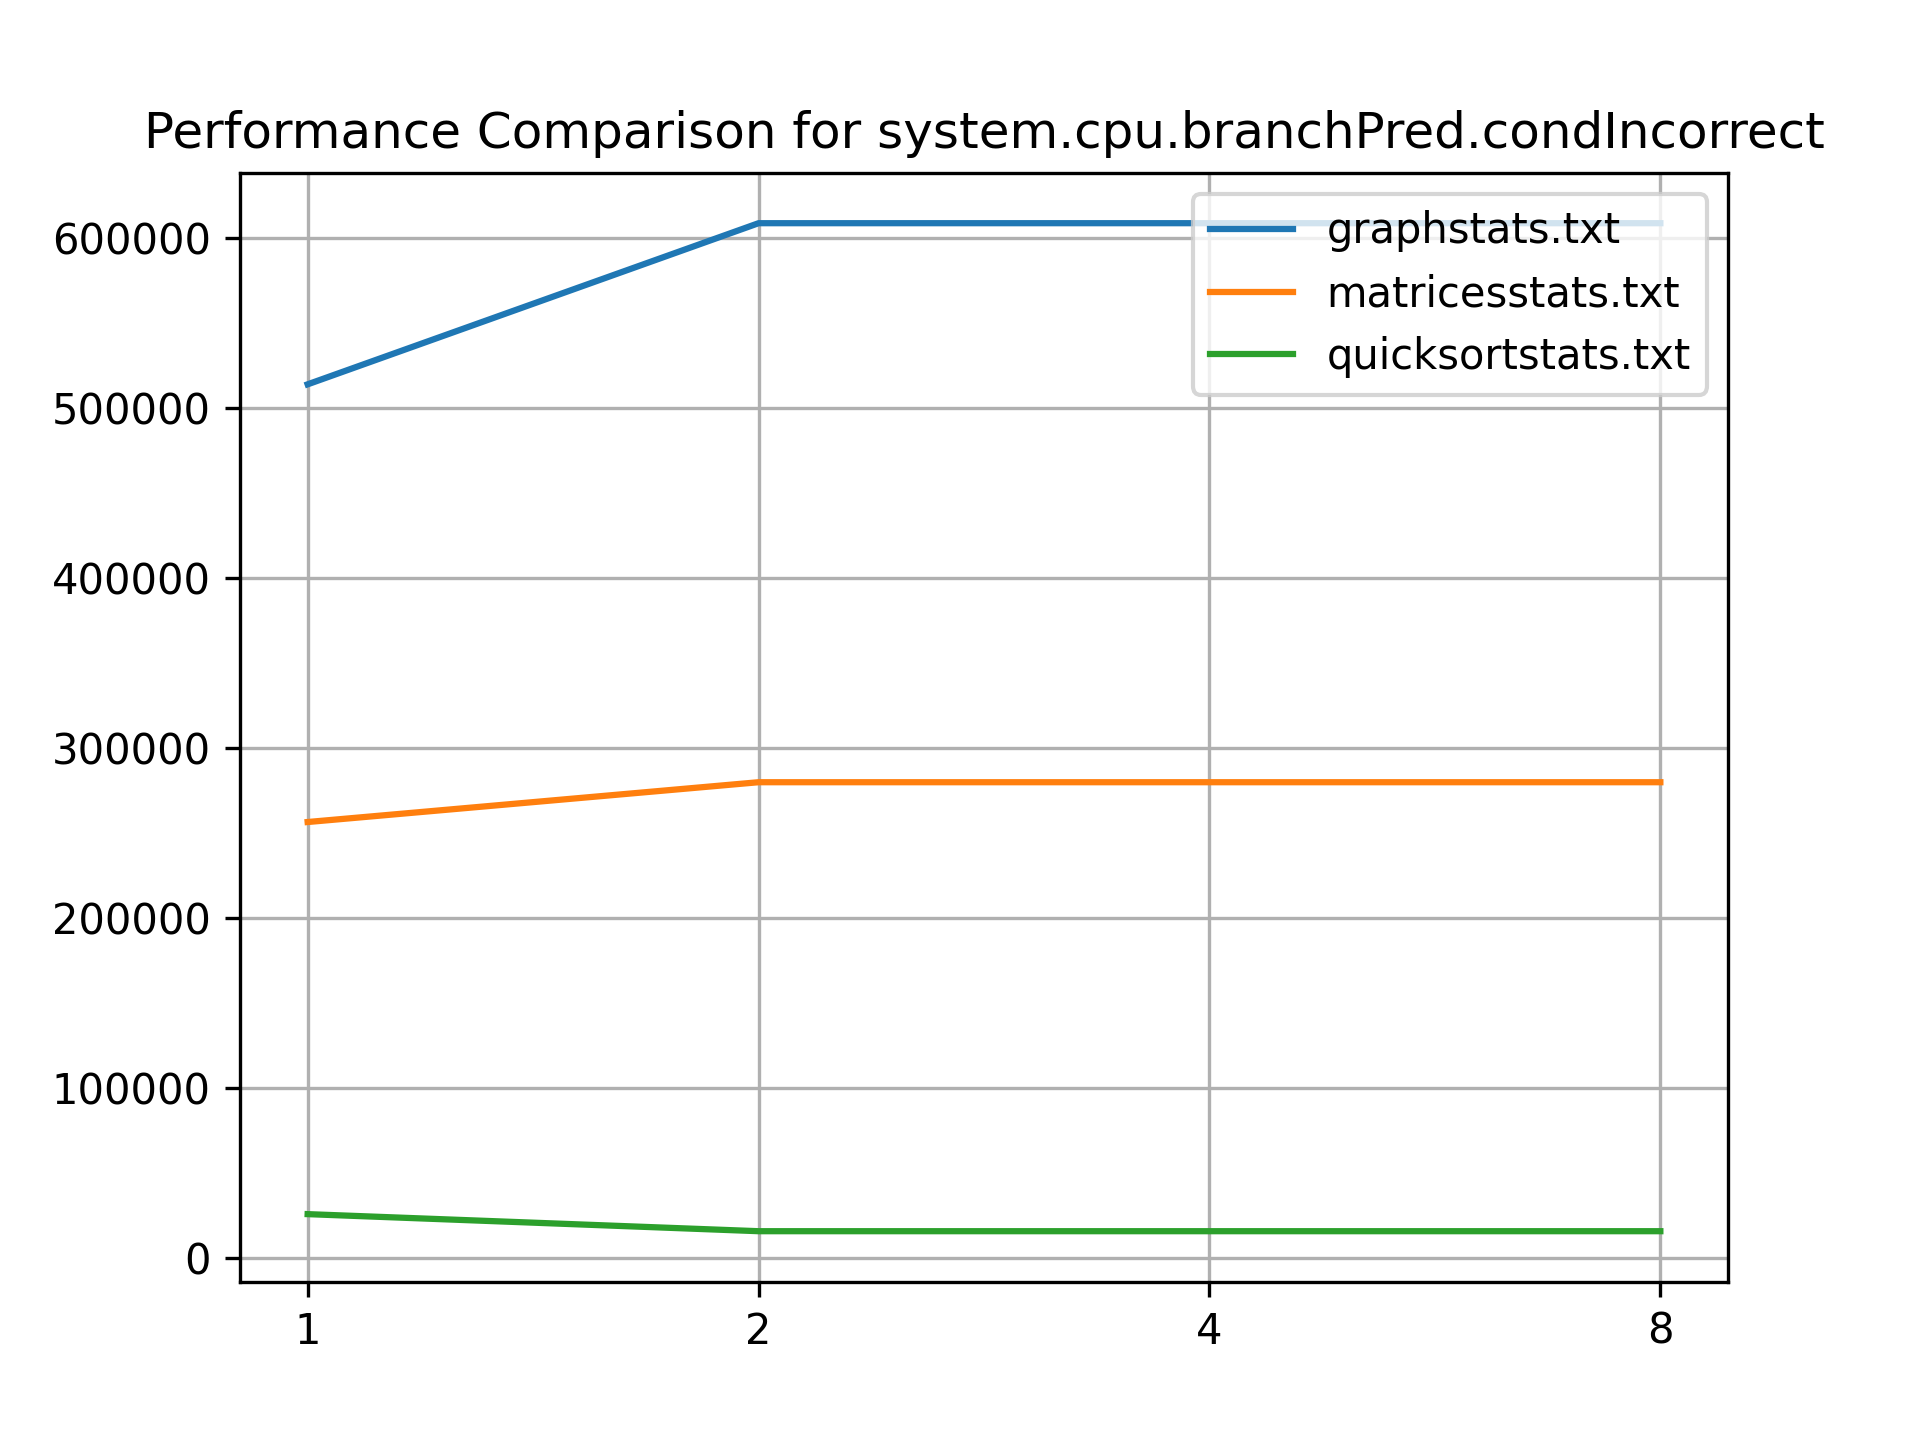 Performance Comparison for system.cpu.branchPred.condIncorrect
600000
500000
400000
300000
200000
100000
0
graphstats.txt
matricesstats.txt
quicksortstats.txt
1 2 4 8